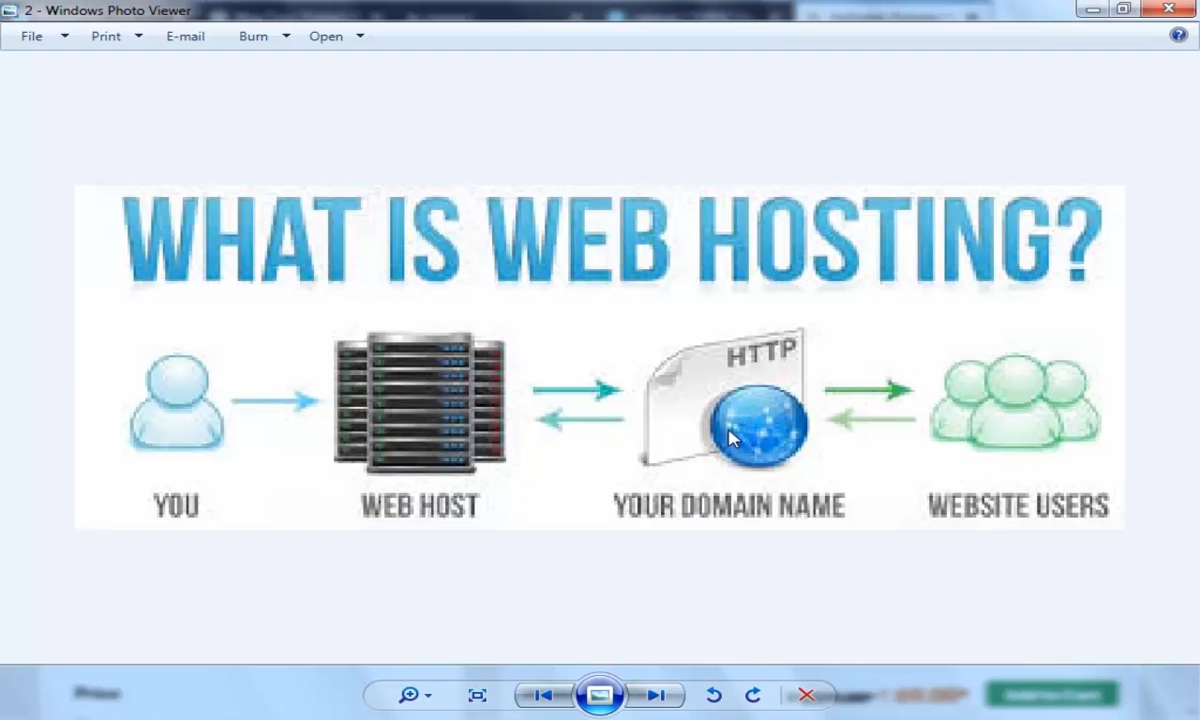 2 - Windows Photo Viewer
File Print E-mail Burn Open
WHAT IS WEB HOSTING?
HTTP
YOU WEB HOST YOUR DOMAIN NAME WEBSITE USERS